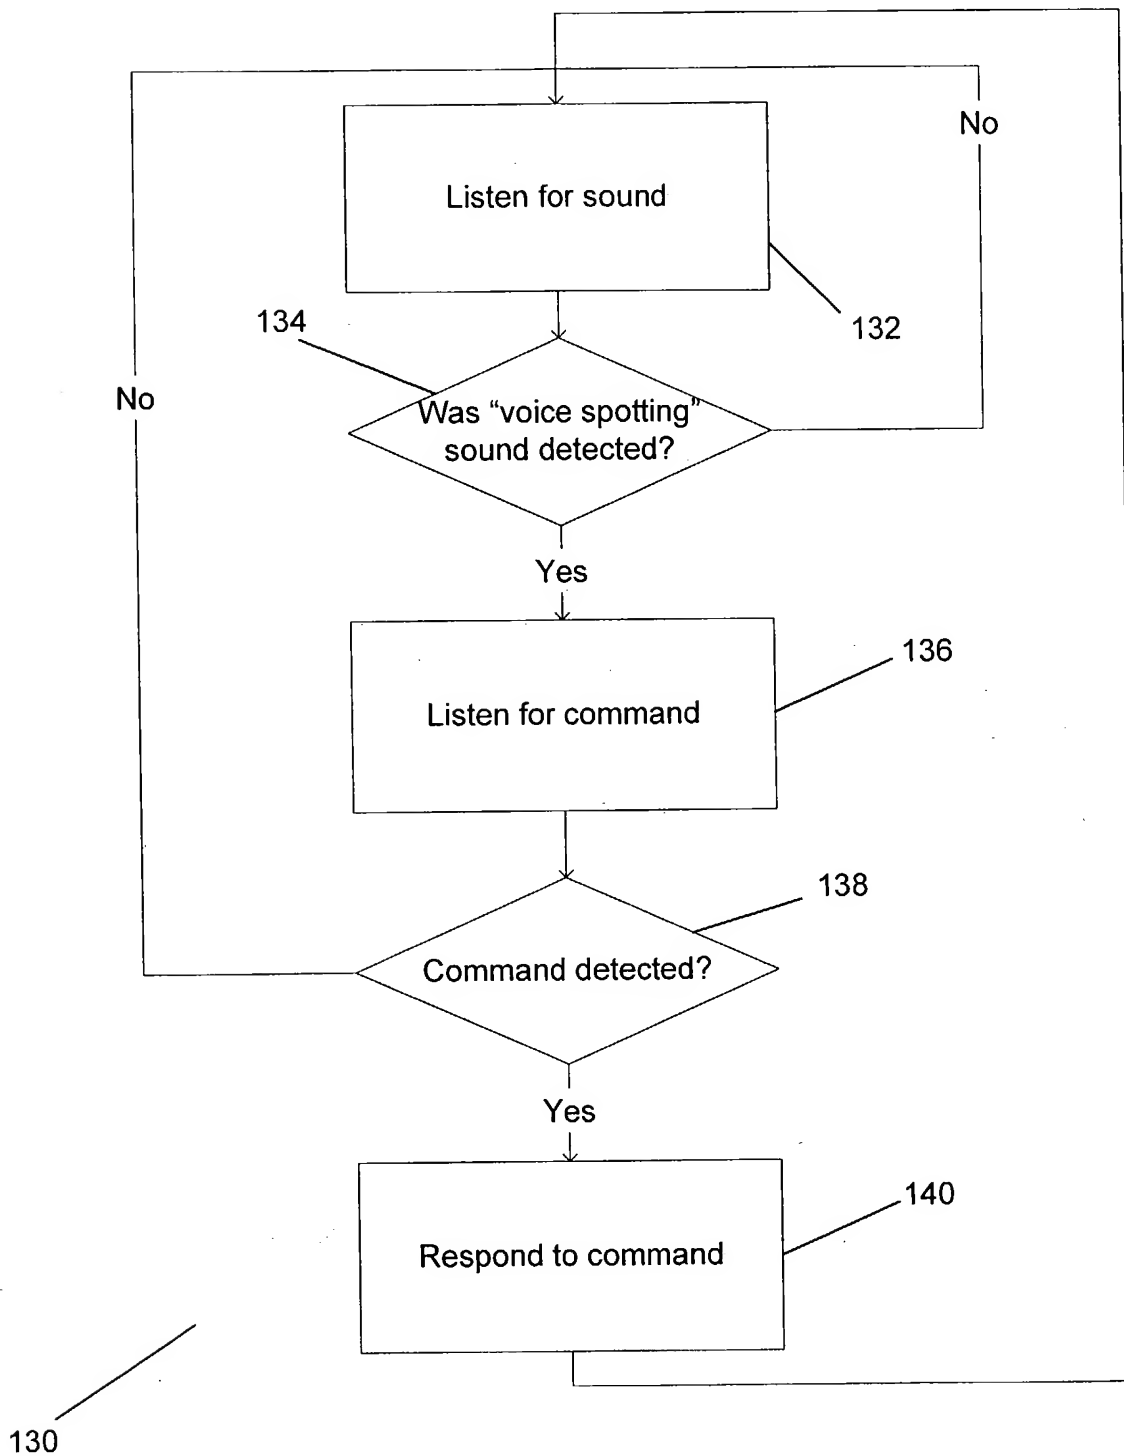 No
Listen for sound
134
132
No
Was “voice spotting”
sound detected?
Yes
136
Listen for command
138
Command detected?
Yes
140
Respond to command
130